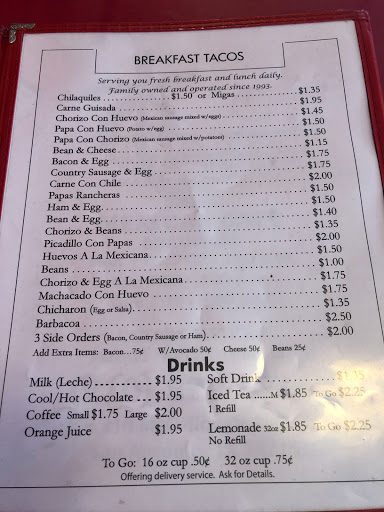 BREAKFAST TACOS
Serving you fresh breakfast and lunch daily.
Family owned and operated since 1993.
Chilaquiles ....................$1.50 or Migas ....................$1.35
Carne Guisada ....................$1.95
Chorizo Con Huevo (Mexican sausage mixed w/eggs) ....................$1.45
Papa Con Huevo (Potato w/egg) ....................$1.50
Papa Con Chorizo (Mexican sausage mixed w/potatoes) ....................$1.50
Bean & Cheese ....................$1.15
Bacon & Egg ....................$1.75
Country Sausage & Egg ....................$1.75
Carne Con Chile ....................$2.00
Papas Rancheras ....................$1.50
Ham & Egg ....................$1.50
Bean & Egg ....................$1.40
Chorizo & Beans ....................$1.35
Picadillo Con Papas ....................$2.00
Huevos A La Mexicana ....................$1.50
Beans ....................$1.00
Chorizo & Egg A La Mexicana ....................$1.75
Machacado Con Huevo ....................$1.75
Chicharon (Egg or Salsa) ....................$1.35
Barbacoa ....................$2.50
3 Side Orders (Bacon, Country Sausage or Ham) ....................$2.00
Add Extra Items: Bacon...75¢ W/Avocado 50¢ Cheese 50¢ Beans 25¢
Drinks
Milk (Leche)........... $1.95
Cool/Hot Chocolate ... $1.95
Coffee Small $1.75 Large $2.00
Orange Juice $1.95
Soft Drink ....................
Iced Tea ......M $1.85 To Go $2.25
1 Refill
Lemonade 32oz $1.85 To Go $2.25
No Refill
To Go: 16 oz cup .50¢ 32 oz cup .75¢
Offering delivery service. Ask for Details.